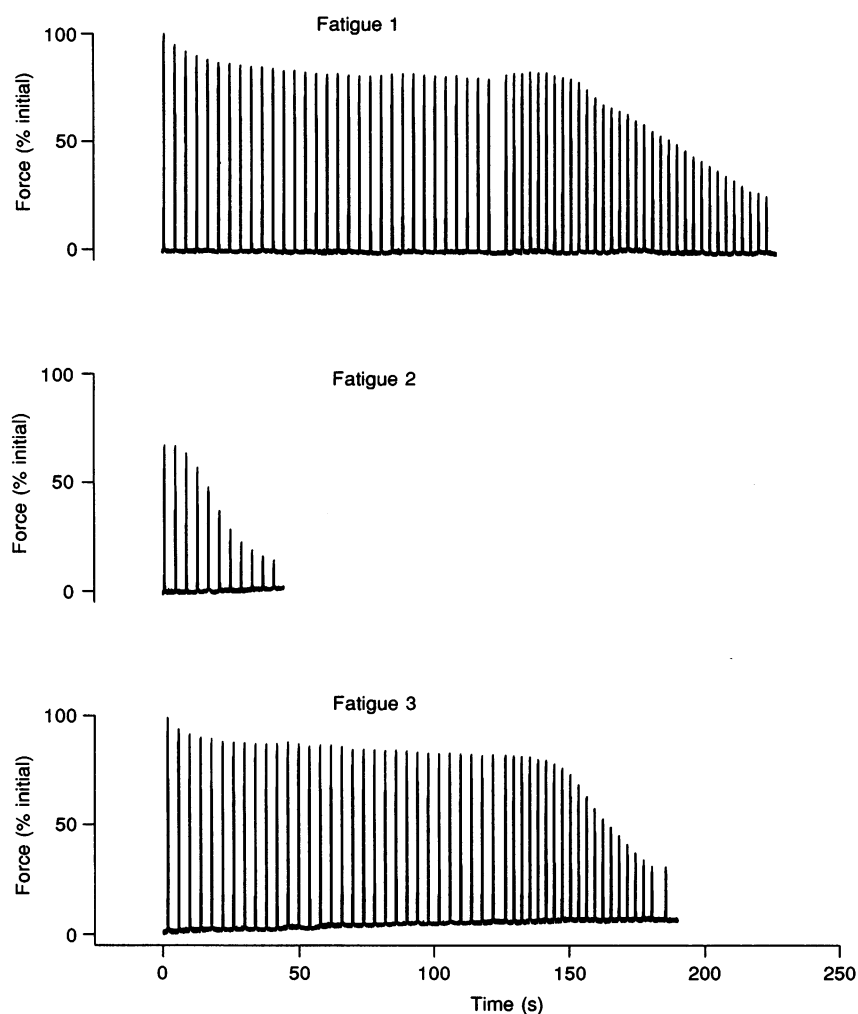 Fatigue 1
100
50
0
Force (% initial)
Fatigue 2
100
50
0
Force (% initial)
Fatigue 3
100
50
0
Force (% initial)
0 50 100 150 200 250
Time (s)